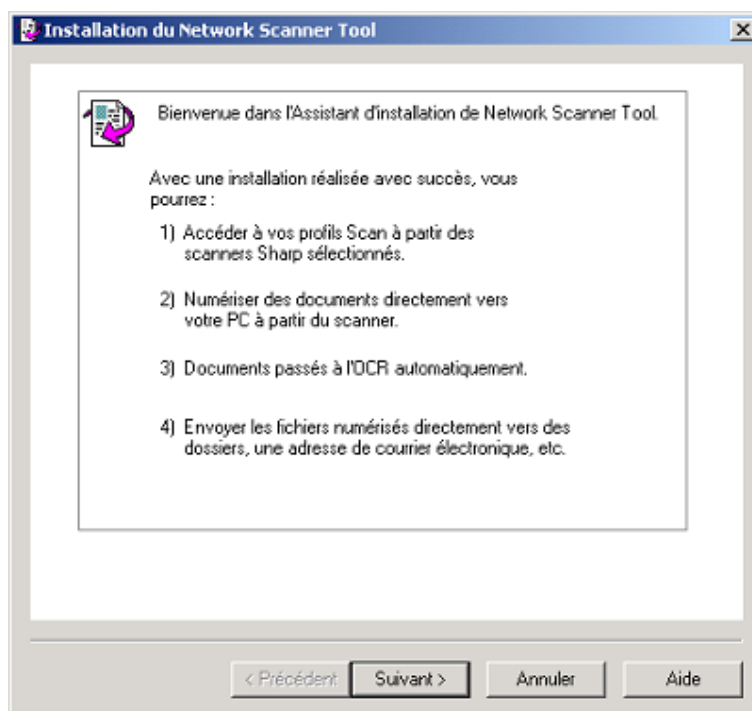 Installation du Network Scanner Tool
Bienvenue dans l'Assistant d'installation de Network Scanner Tool.
Avec une installation réalisée avec succès, vous
pourrez :
1) Accéder à vos profils Scan à partir des
scanners Sharp sélectionnés.
2) Numériser des documents directement vers
votre PC à partir du scanner.
3) Documents passés à l'OCR automatiquement.
4) Envoyer les fichiers numérisés directement vers des
dossiers, une adresse de courrier électronique, etc.
< Précédent Suivant > Annuler Aide